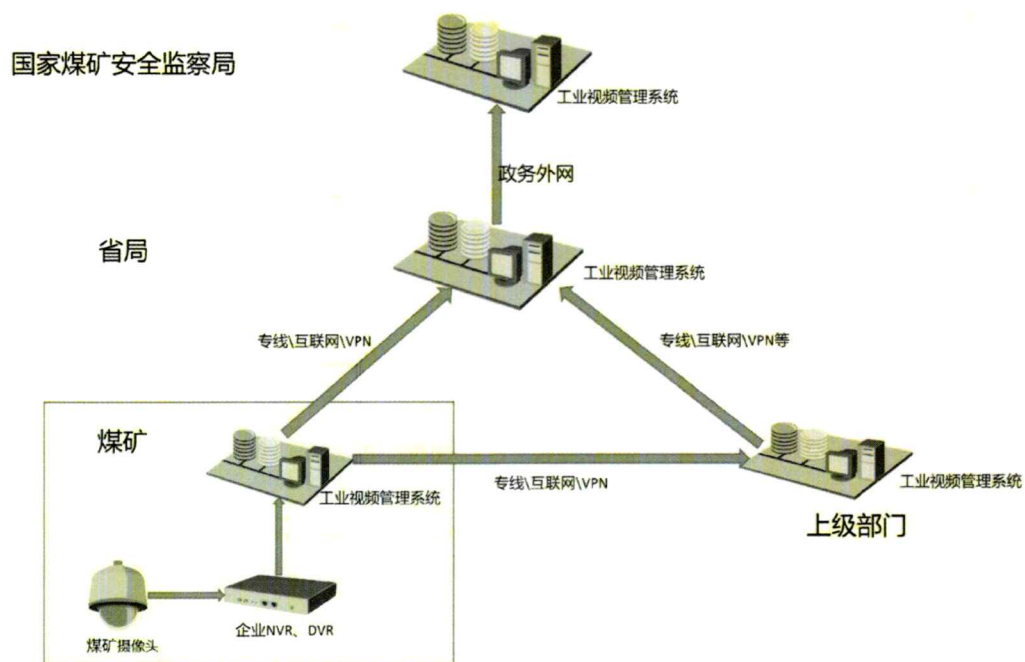 国家煤矿安全监察局
工业视频管理系统
政务外网
省局
工业视频管理系统
专线\互联网\VPN
专线\互联网\VPN等
煤矿
工业视频管理系统
专线\互联网\VPN
工业视频管理系统
上级部门
企业NVR、DVR
煤矿摄像头